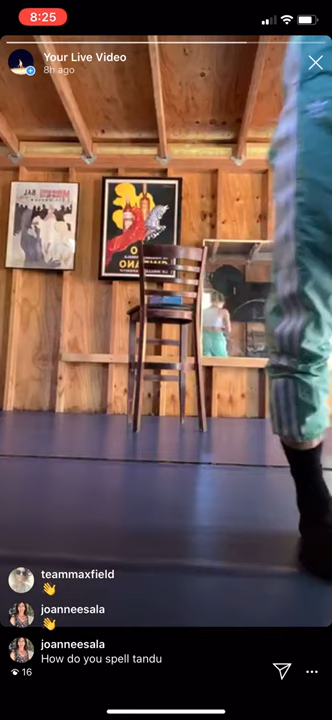 8:25
Your Live Video
8h ago
teammaxfield
👋
joanneesala
👋
joanneesala
How do you spell tandu
16